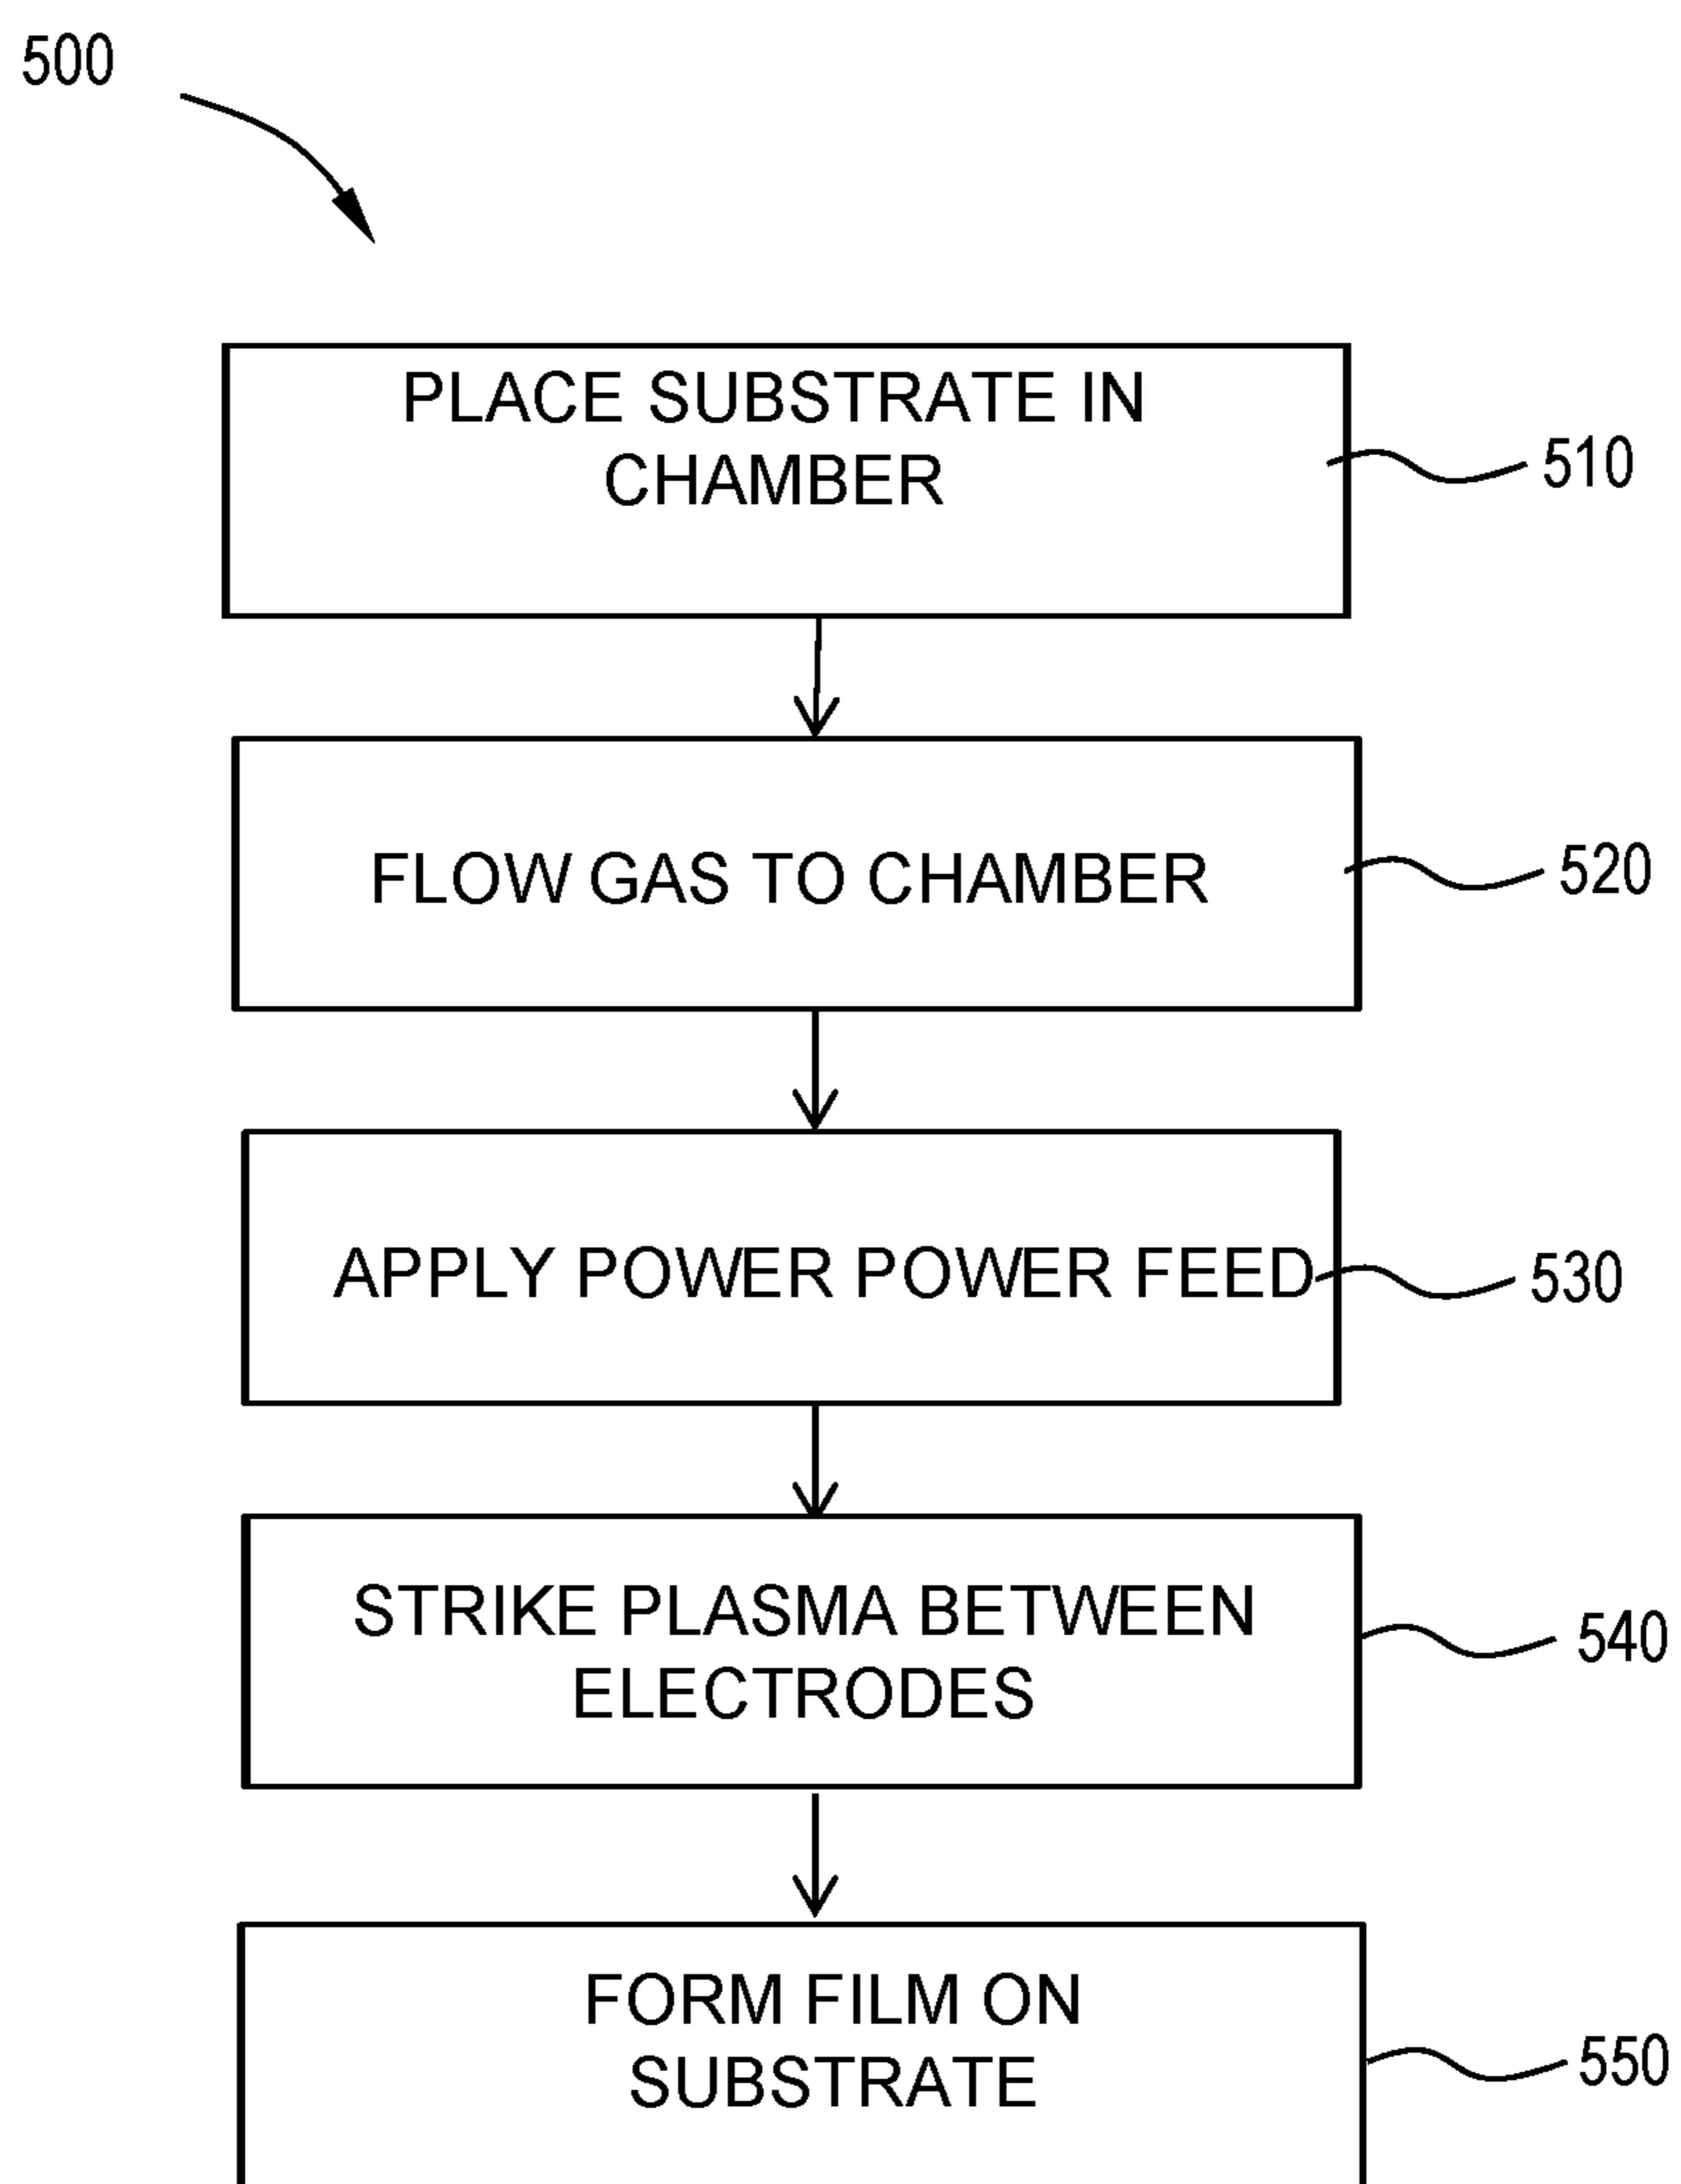 500
PLACE SUBSTRATE IN
CHAMBER
510
FLOW GAS TO CHAMBER
520
APPLY POWER POWER FEED
530
STRIKE PLASMA BETWEEN
ELECTRODES
540
FORM FILM ON
SUBSTRATE
550